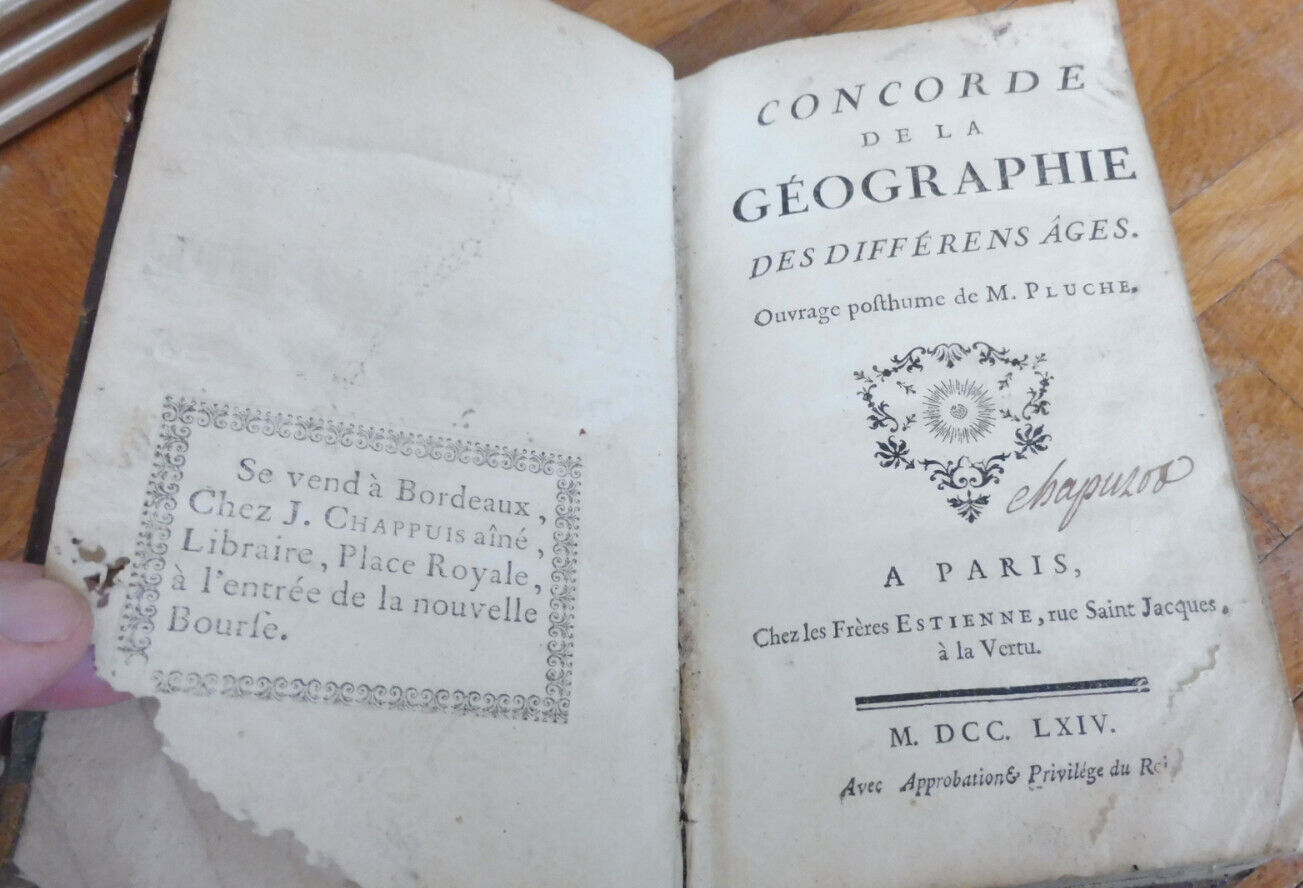 Se vend à Bordeaux,
Chez J. CHAPPUIS aîné,
Libraire, Place Royale,
à l'entrée de la nouvelle
Bourſe.
CONCORDE
DE LA
GÉOGRAPHIE
DES DIFFÉRENS ÂGES.
Ouvrage poſthume de M. PLUCHE.
chapuzou
A PARIS,
Chez les Frères ESTIENNE, rue Saint Jacques,
à la Vertu.
M. DCC. LXIV.
Avec Approbation & Privilége du Roi